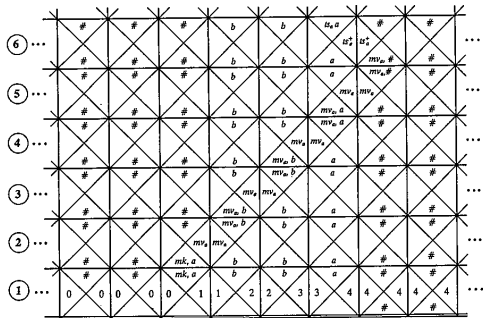 # # # b b ts_a a # #
⑥ ··· ts_a^+ ts_a^+ ···
# # # b b a mv_a, # #
# # # b b mv_a, # #
⑤ ··· mv_a mv_a ···
# # # b b mv_a, a # #
# # # b b mv_a, a # #
④ ··· mv_a mv_a ···
# # # b mv_a, b a # #
# # # b mv_a, b a # #
③ ··· mv_a mv_a ···
# # # mv_a, b b a # #
# # # mv_a, b b a # #
② ··· mv_a mv_a ···
# # mk, a b b a # #
# # mk, a b b a # #
① ··· 0 0 0 0 0 1 1 2 2 3 3 4 4 4 4 4 ···
# #